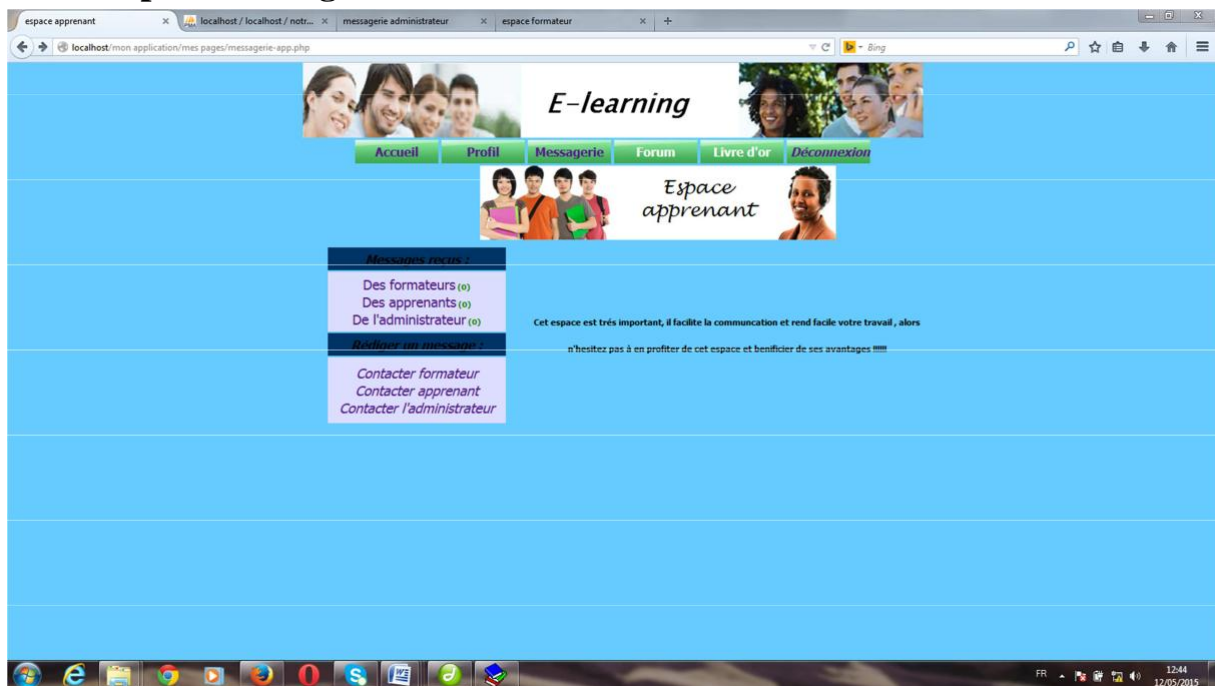 espace apprenant
localhost / localhost / notr...
messagerie administrateur
espace formateur
localhost/mon application/mes pages/messagerie-app.php
Bing
E-learning
Accueil
Profil
Messagerie
Forum
Livre d'or
Déconnexion
Espace
apprenant
Messages reçus :
Des formateurs (0)
Des apprenants (0)
De l'administrateur (0)
Rédiger un message :
Contacter formateur
Contacter apprenant
Contacter l'administrateur
Cet espace est trés important, il facilite la communcation et rend facile votre travail , alors
n'hesitez pas à en profiter de cet espace et benificier de ses avantages !!!!!!
FR
12:44
12/05/2015